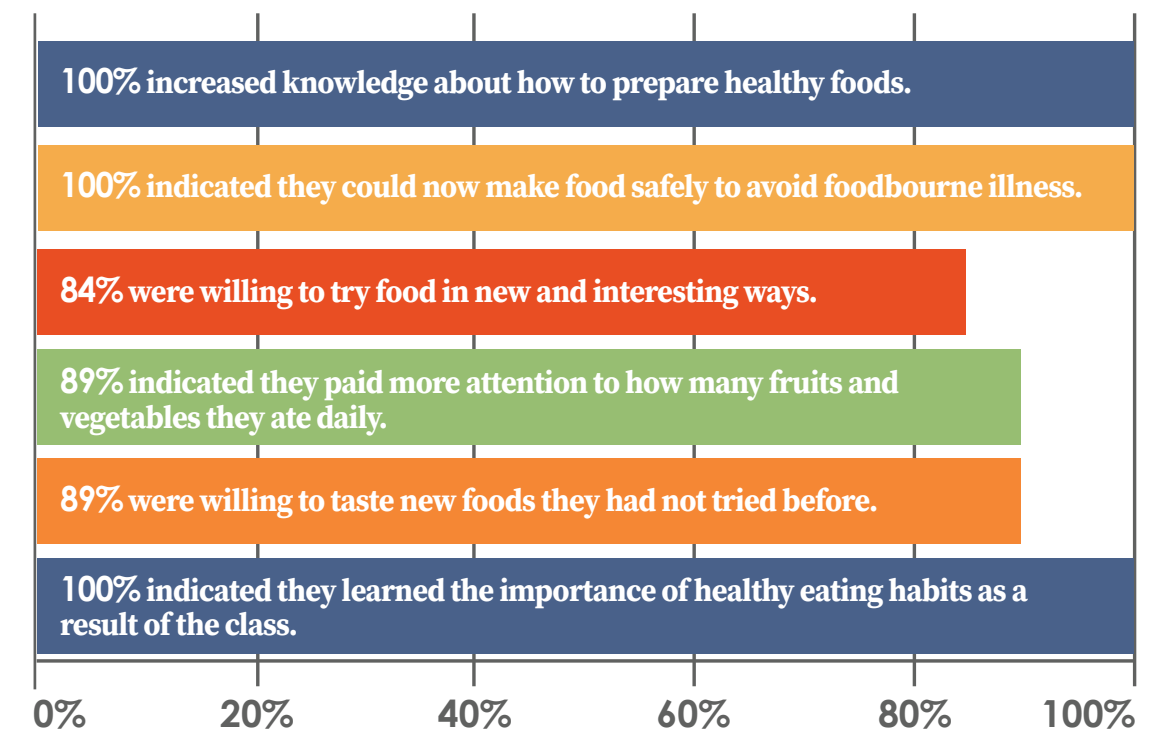 100% increased knowledge about how to prepare healthy foods.
100% indicated they could now make food safely to avoid foodbourne illness.
84% were willing to try food in new and interesting ways.
89% indicated they paid more attention to how many fruits and
vegetables they ate daily.
89% were willing to taste new foods they had not tried before.
100% indicated they learned the importance of healthy eating habits as a
result of the class.
0% 20% 40% 60% 80% 100%